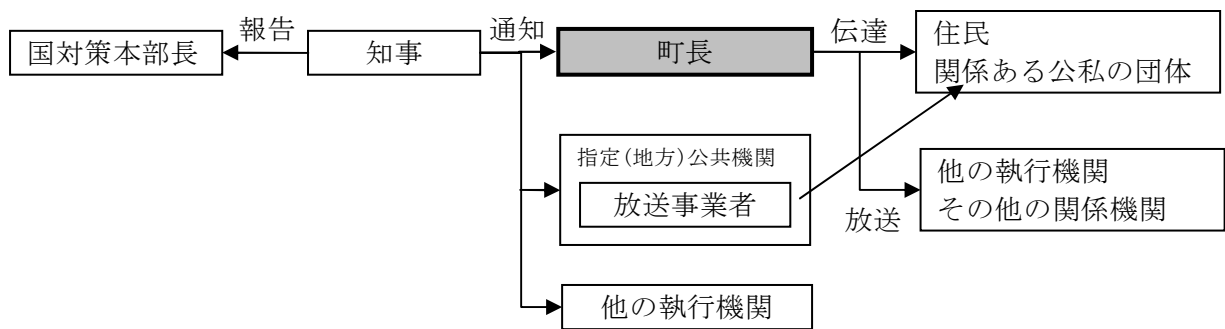 報告
通知
伝達
国対策本部長
知事
町長
住民
関係ある公私の団体
指定(地方)公共機関
放送事業者
放送
他の執行機関
その他の関係機関
他の執行機関